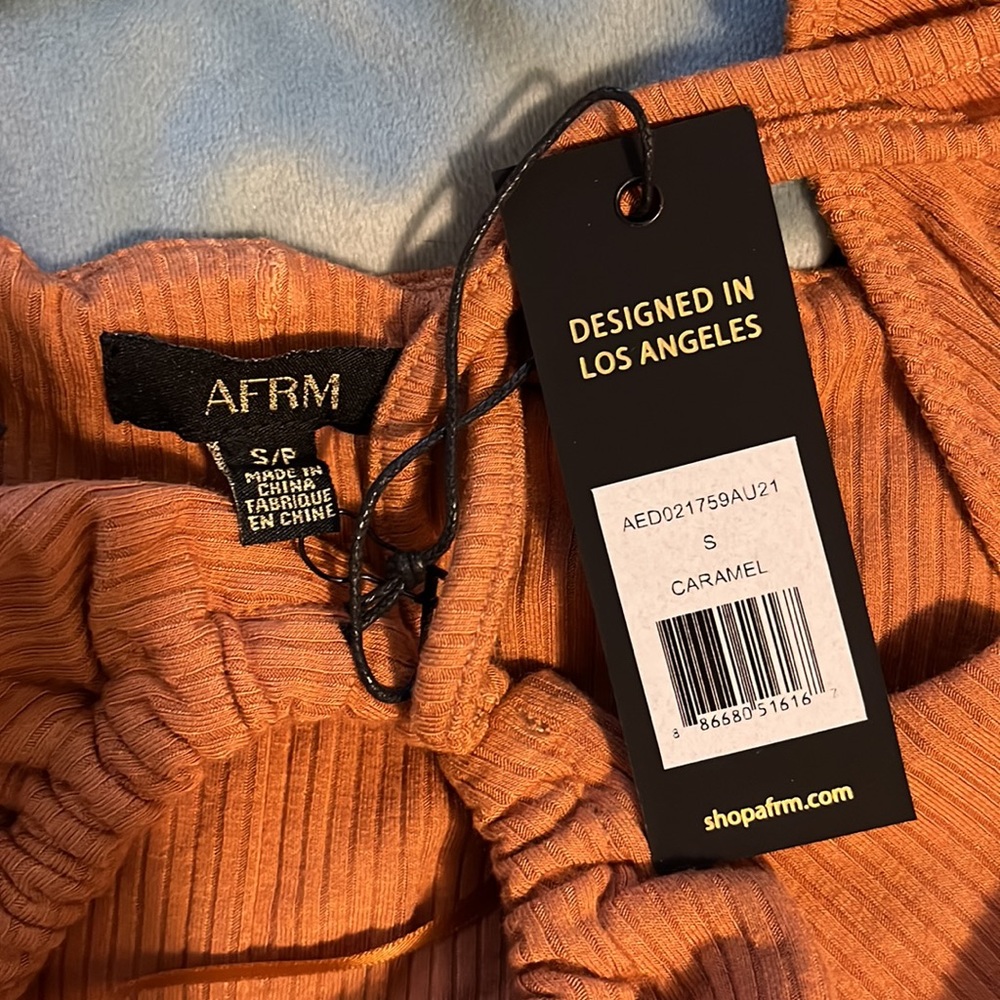 AFRM
S/P
MADE IN
CHINA
FABRIQUE
EN CHINE
DESIGNED IN
LOS ANGELES
AED021759AU21
S
CARAMEL
8 86680 51616 7
shopafrm.com